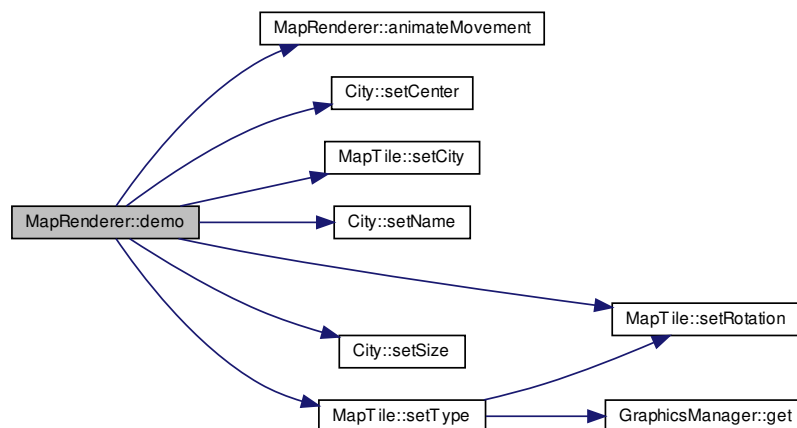 MapRenderer::animateMovement
City::setCenter
MapTile::setCity
MapRenderer::demo
City::setName
MapTile::setRotation
City::setSize
MapTile::setType
GraphicsManager::get